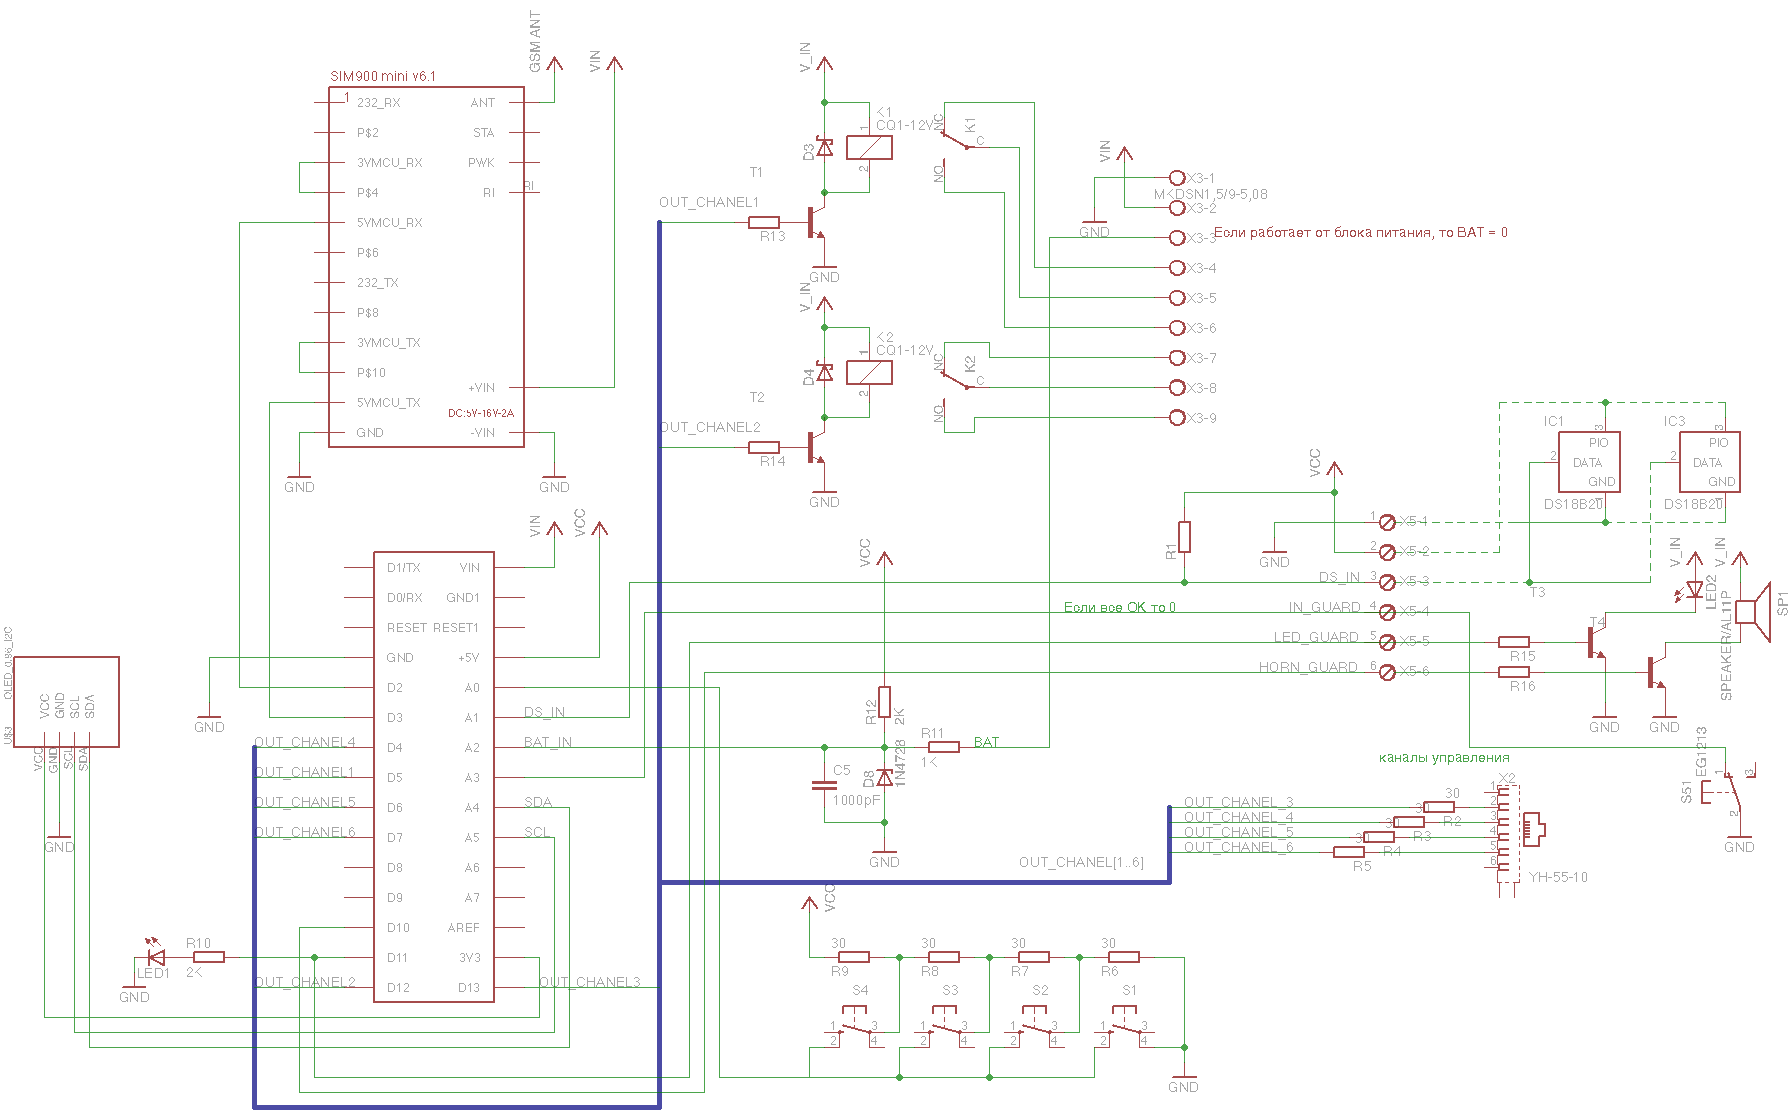 GSM ANT
VIN
SIM900 mini v6.1
1
232_RX
P$2
3VMCU_RX
P$4
5VMCU_RX
P$6
232_TX
P$8
3VMCU_TX
P$10
5VMCU_TX
GND
ANT
STA
PWK
RI
RI
+VIN
DC:5V-16V-2A
-VIN
GND
GND
V_IN
K1
CQ1-12V
1
2
D3
T1
OUT_CHANEL1
R13
GND
NC
K1
C
NO
V_IN
K2
CQ1-12V
1
2
D4
T2
OUT_CHANEL2
R14
GND
NC
K2
C
NO
VIN
GND
X3-1
MKDSN1,5/9-5,08
X3-2
X3-3
Если работает от блока питания, то BAT = 0
X3-4
X3-5
X3-6
X3-7
X3-8
X3-9
IC1
3
PIO
2
DATA
GND
1
DS18B20
IC3
3
PIO
2
DATA
GND
1
DS18B20
VCC
R1
GND
1
X5-1
2
X5-2
DS_IN
3
X5-3
Если все ОК то 0
IN_GUARD
4
X5-4
LED_GUARD
5
X5-5
HORN_GUARD
6
X5-6
T3
T4
R15
R16
V_IN
V_IN
LED2
SPEAKER/AL11P
SP1
GND
GND
VIN
VCC
D1/TX
D0/RX
RESET
GND
D2
D3
D4
D5
D6
D7
D8
D9
D10
D11
D12
VIN
GND1
RESET1
+5V
A0
A1
A2
A3
A4
A5
A6
A7
AREF
3V3
D13
DS_IN
BAT_IN
SDA
SCL
OUT_CHANEL3
GND
OUT_CHANEL4
OUT_CHANEL1
OUT_CHANEL5
OUT_CHANEL6
OUT_CHANEL2
OLED_0.96_I2C
U$3
VCC
GND
SCL
SDA
VCC
GND
SCL
SDA
GND
LED1
R10
2K
GND
VCC
R12
2K
R11
1K
BAT
C5
1000pF
D8
1N4728
GND
OUT_CHANEL[1..6]
каналы управления
OUT_CHANEL_3
OUT_CHANEL_4
OUT_CHANEL_5
OUT_CHANEL_6
30
R2
30
R3
30
R4
R5
X2
1
2
3
4
5
6
YH-55-10
EG1213
S51
1
3
2
GND
VCC
30
R9
30
R8
30
R7
30
R6
S4
S3
S2
S1
1
2
3
4
1
2
3
4
1
2
3
4
1
2
3
4
GND